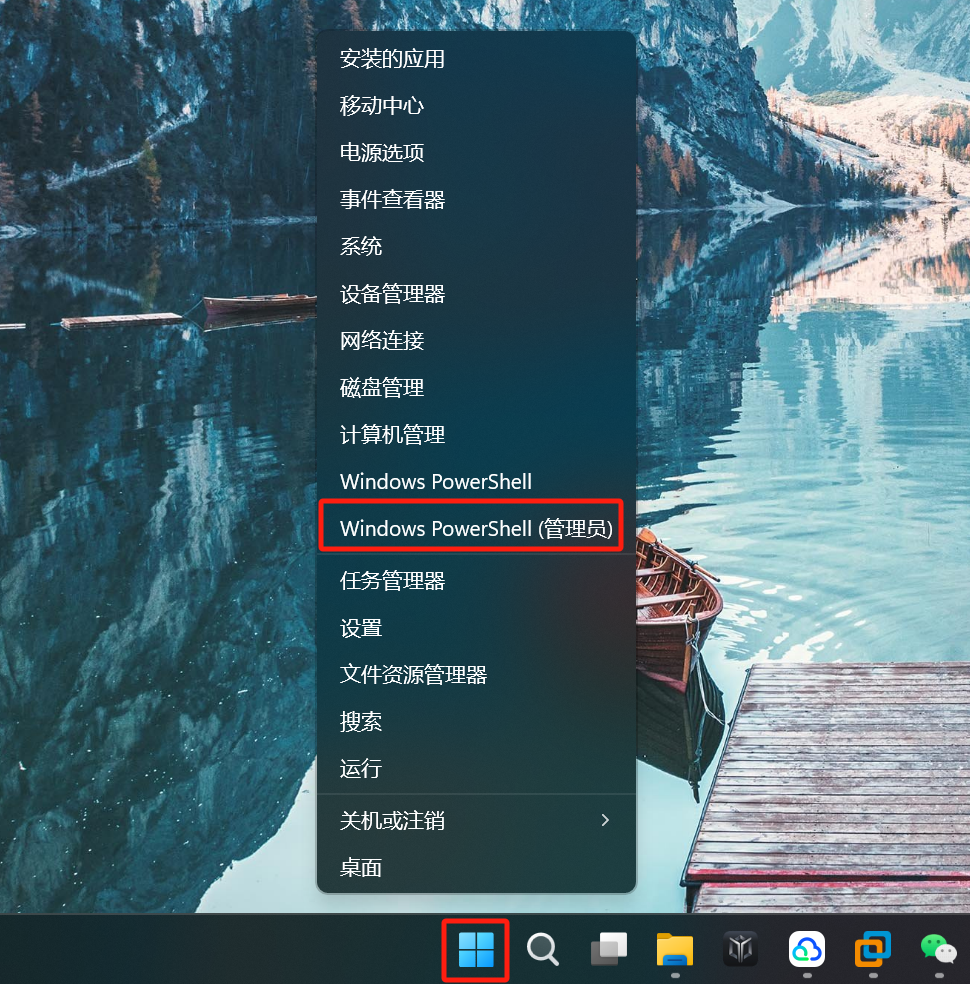 安装的应用
移动中心
电源选项
事件查看器
系统
设备管理器
网络连接
磁盘管理
计算机管理
Windows PowerShell
Windows PowerShell (管理员)
任务管理器
设置
文件资源管理器
搜索
运行
关机或注销
桌面